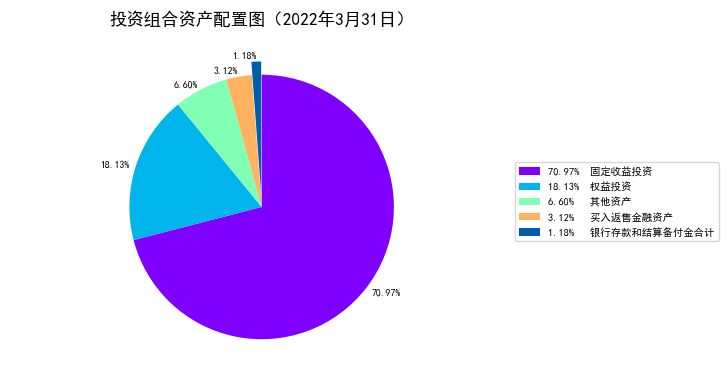 投资组合资产配置图（2022年3月31日）
1.18%
3.12%
6.60%
18.13%
70.97%
70.97% 固定收益投资
18.13% 权益投资
6.60% 其他资产
3.12% 买入返售金融资产
1.18% 银行存款和结算备付金合计